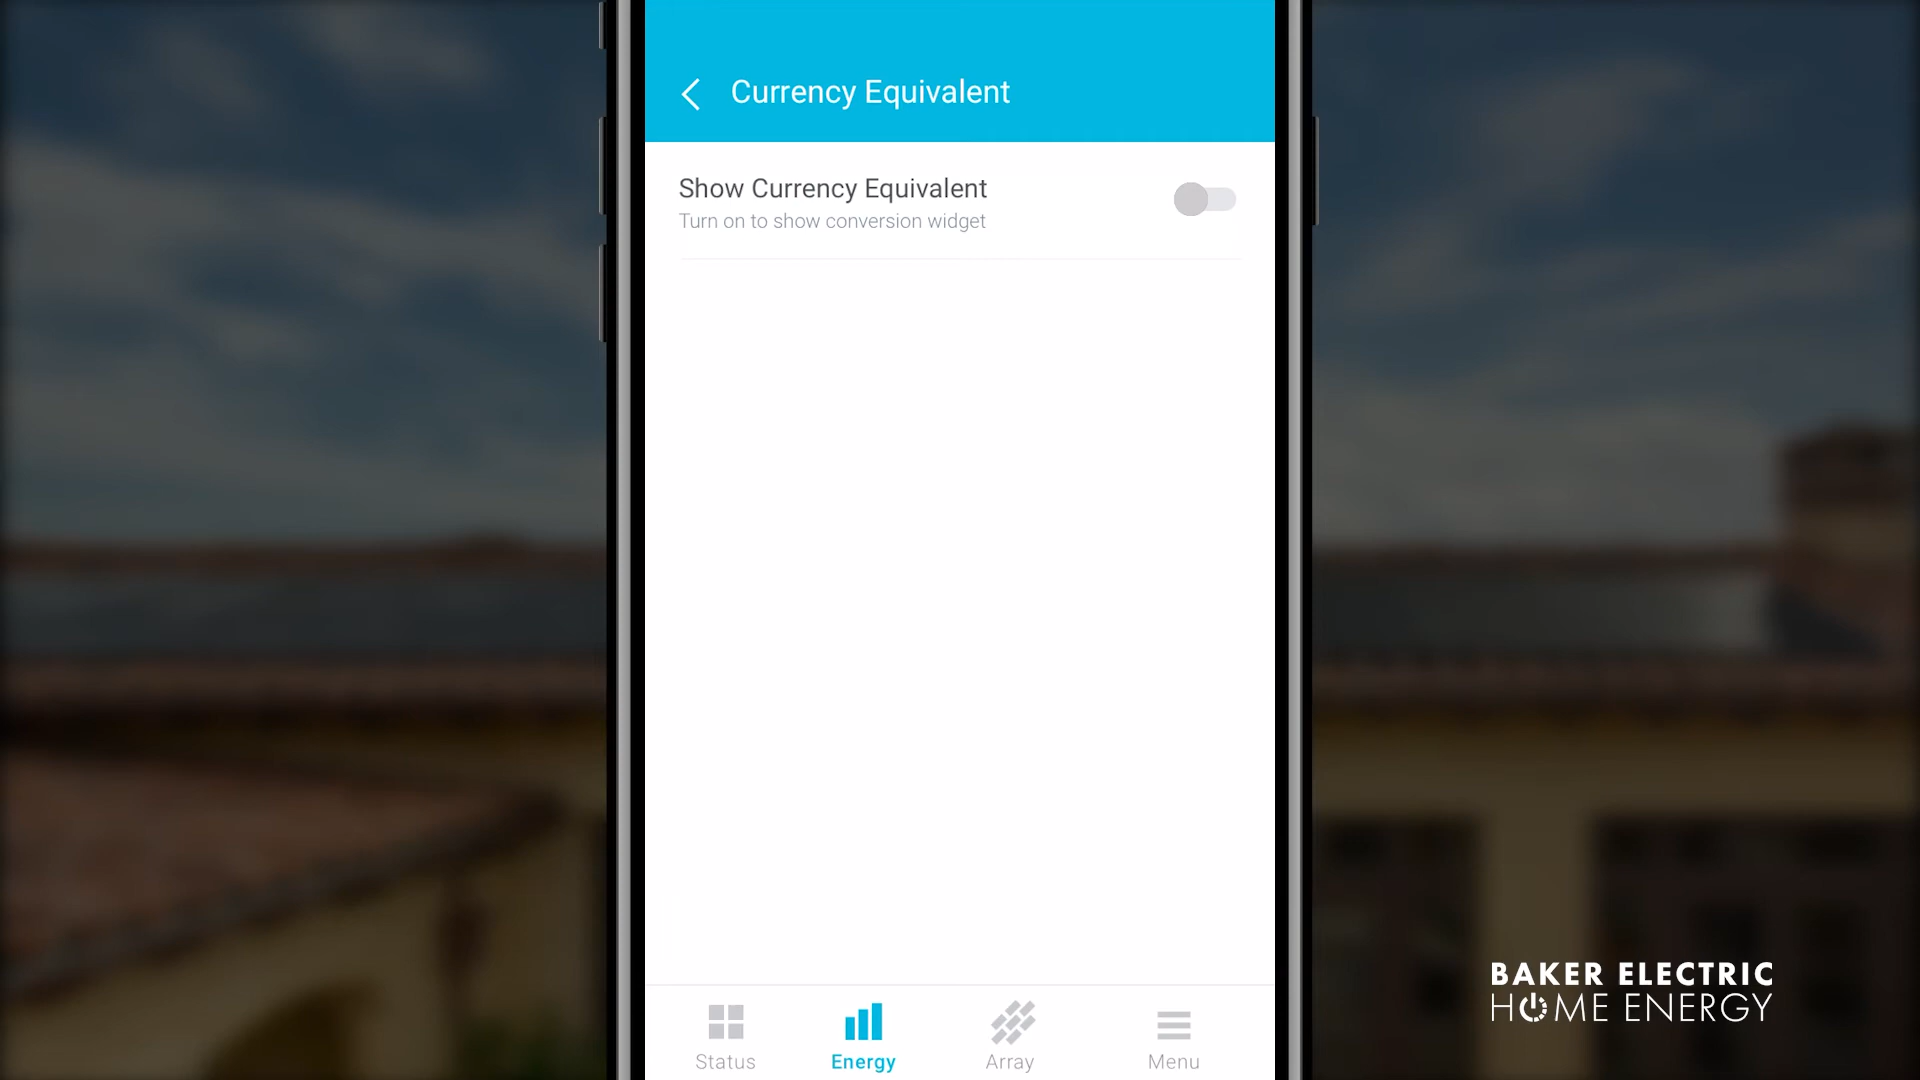 Currency Equivalent
Show Currency Equivalent
Turn on to show conversion widget
Status
Energy
Array
Menu
BAKER ELECTRIC
HOME ENERGY